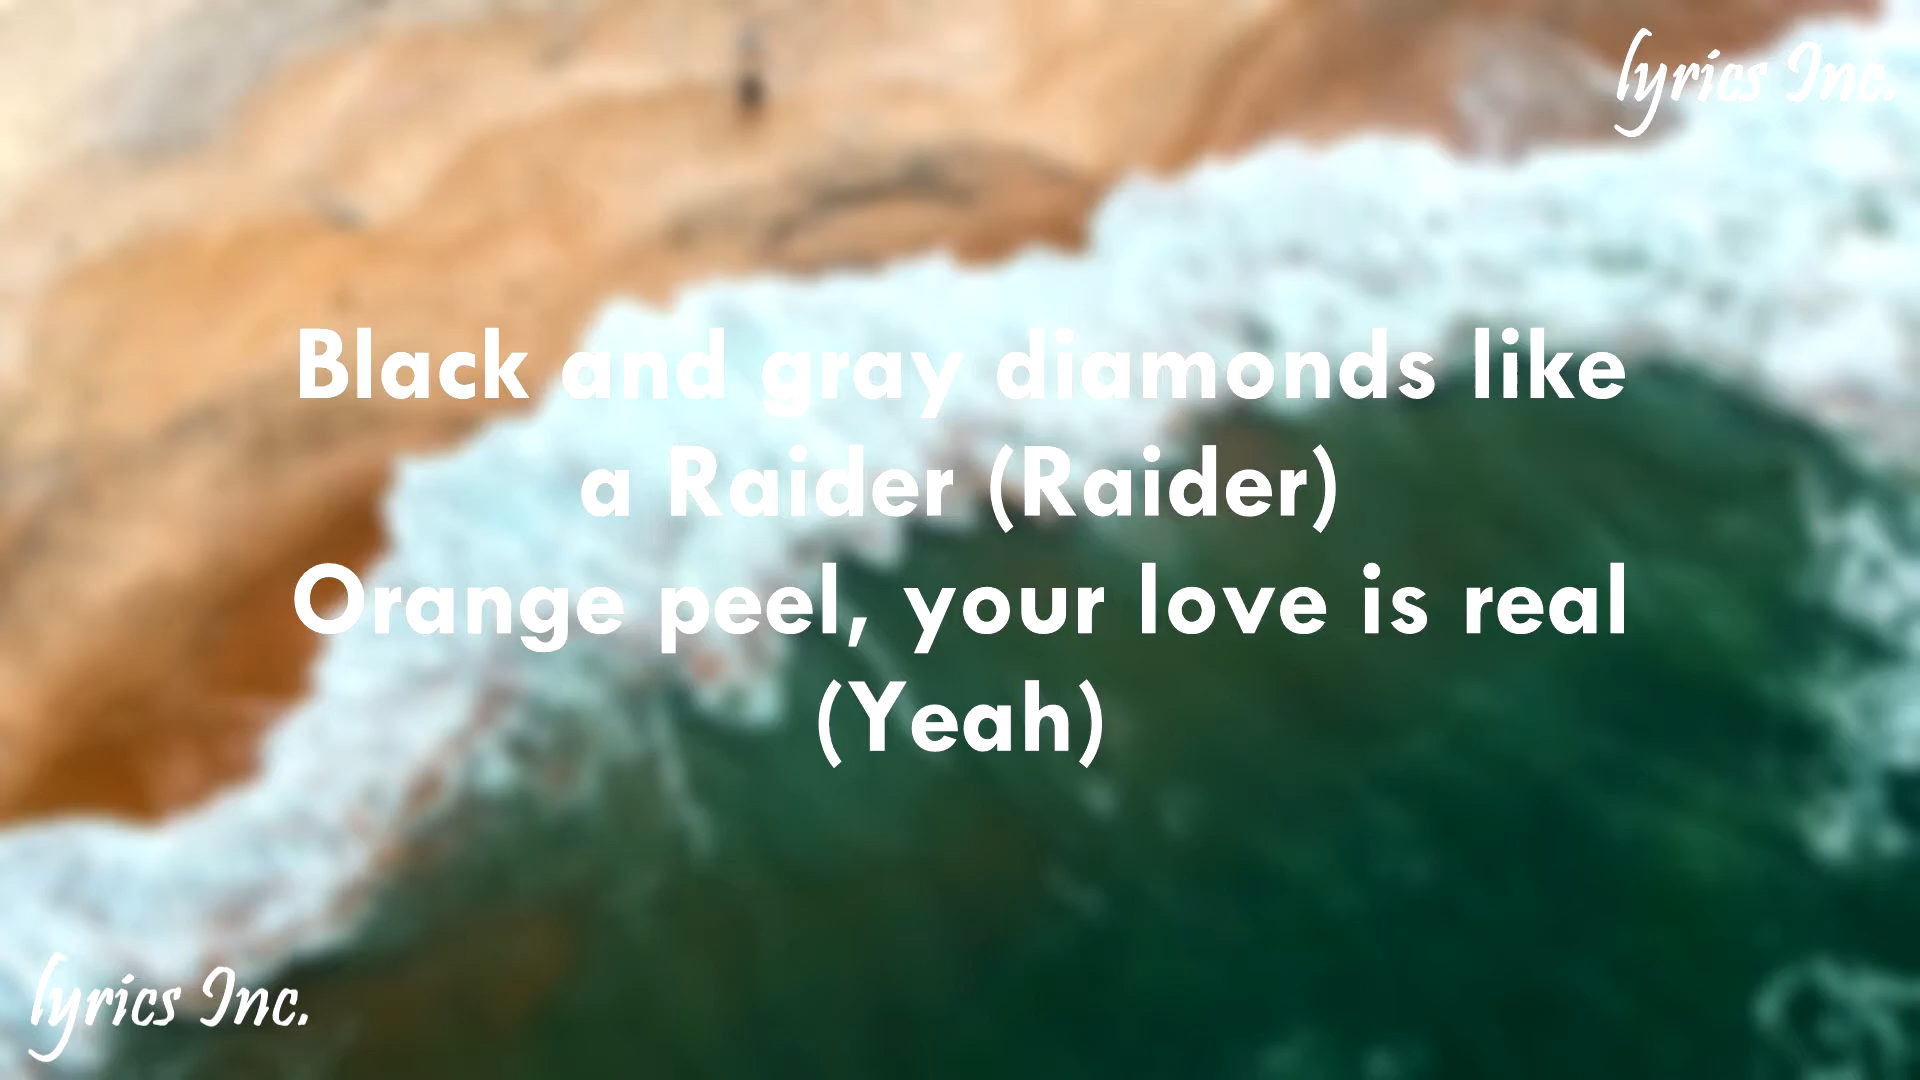 lyrics Inc.
Black and gray diamonds like
a Raider (Raider)
Orange peel, your love is real
(Yeah)
lyrics Inc.